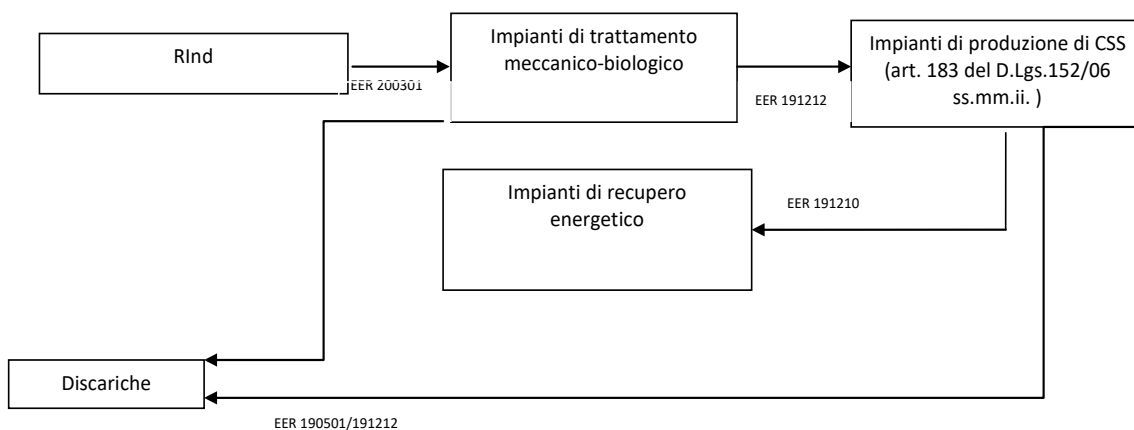 RInd
EER 200301
Impianti di trattamento
meccanico-biologico
EER 191212
Impianti di produzione di CSS
(art. 183 del D.Lgs.152/06
ss.mm.ii. )
Impianti di recupero
energetico
EER 191210
Discariche
EER 190501/191212